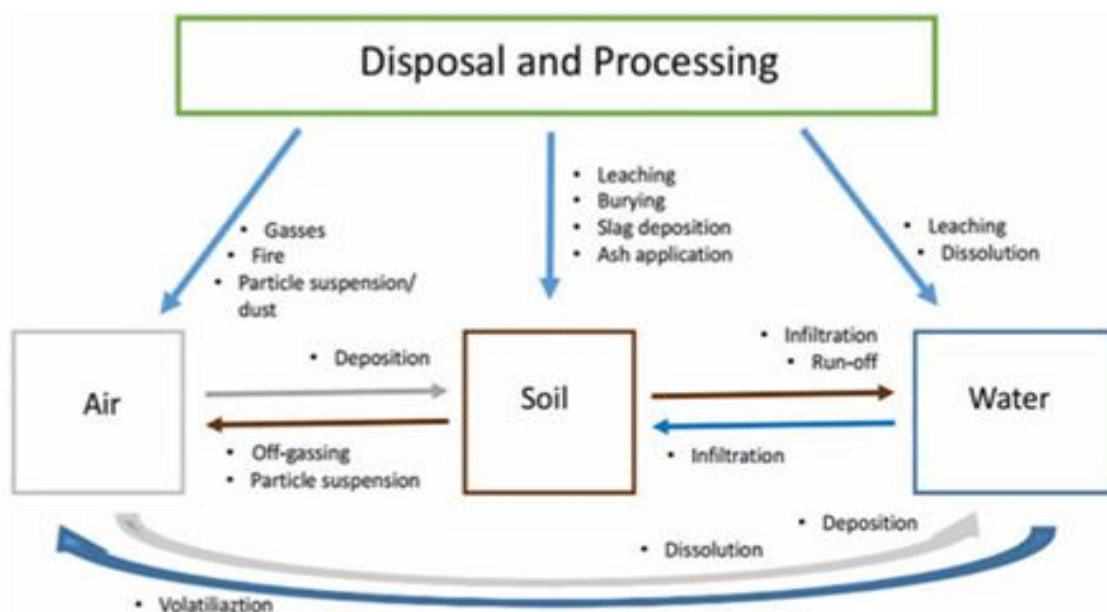 Disposal and Processing
• Gasses
• Fire
• Particle suspension/
dust
• Leaching
• Burying
• Slag deposition
• Ash application
• Leaching
• Dissolution
Air
• Deposition
• Off-gassing
• Particle suspension
Soil
• Infiltration
• Run-off
• Infiltration
Water
• Deposition
• Dissolution
• Volatiliaztion